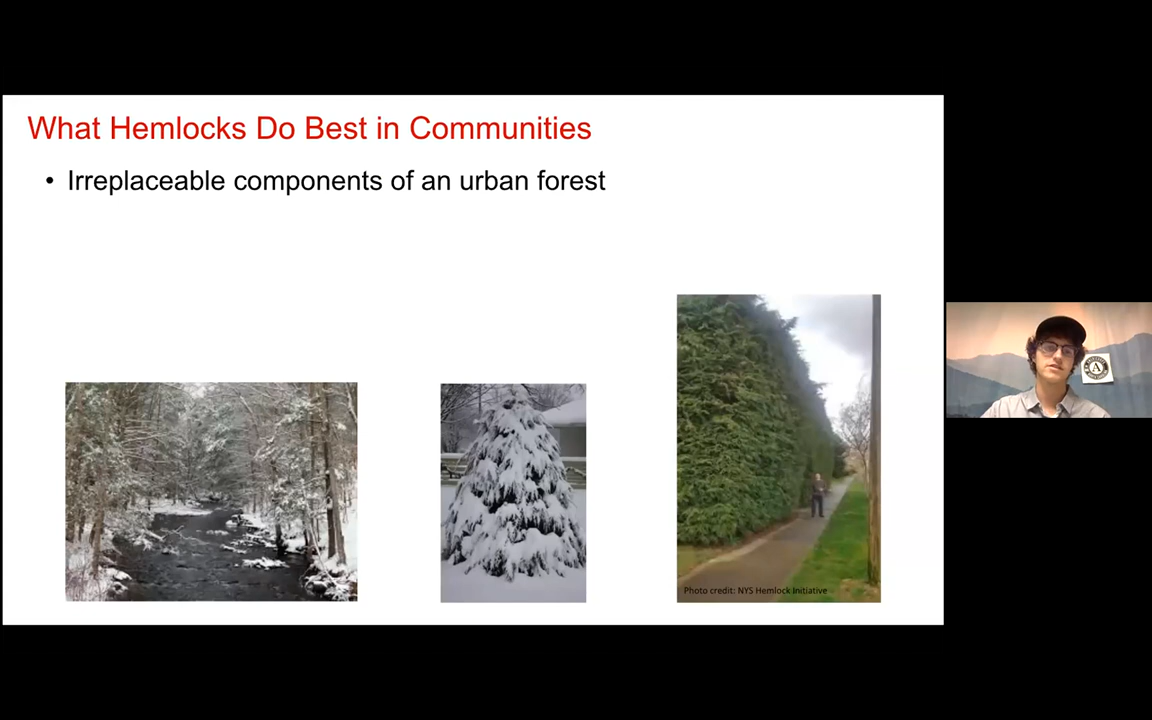 What Hemlocks Do Best in Communities
• Irreplaceable components of an urban forest
Photo credit: NYS Hemlock Initiative
A